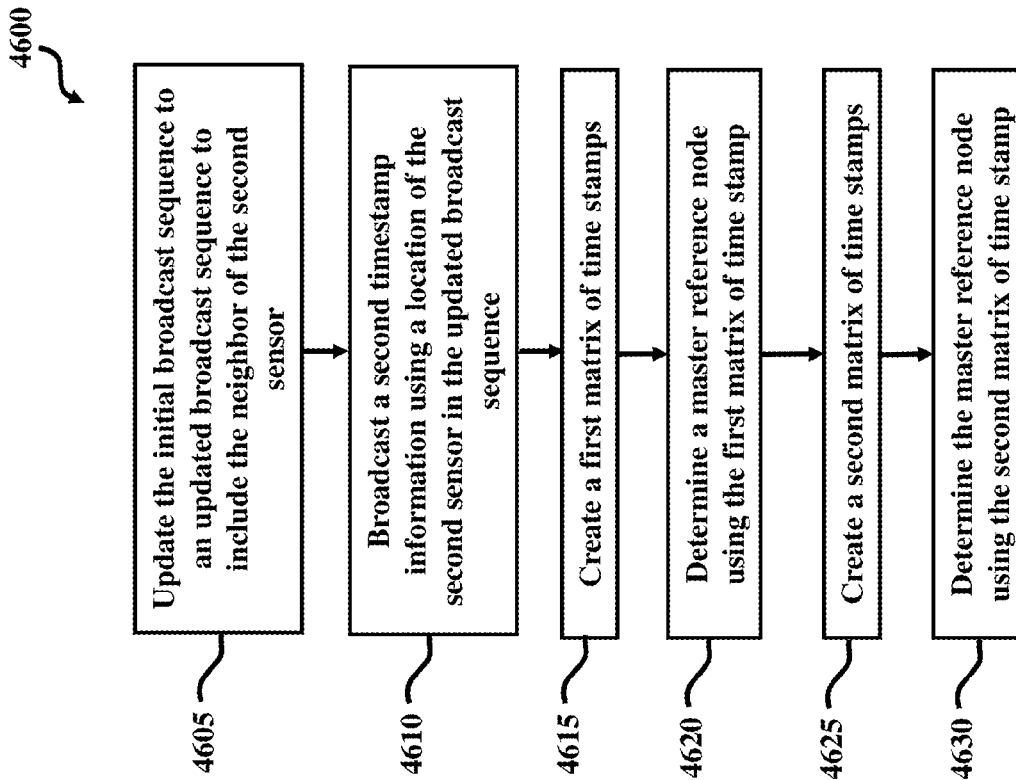 4600
4605
Update the initial broadcast sequence to
an updated broadcast sequence to
include the neighbor of the second
sensor
4610
Broadcast a second timestamp
information using a location of the
second sensor in the updated broadcast
sequence
4615
Create a first matrix of time stamps
4620
Determine a master reference node
using the first matrix of time stamp
4625
Create a second matrix of time stamps
4630
Determine the master reference node
using the second matrix of time stamp